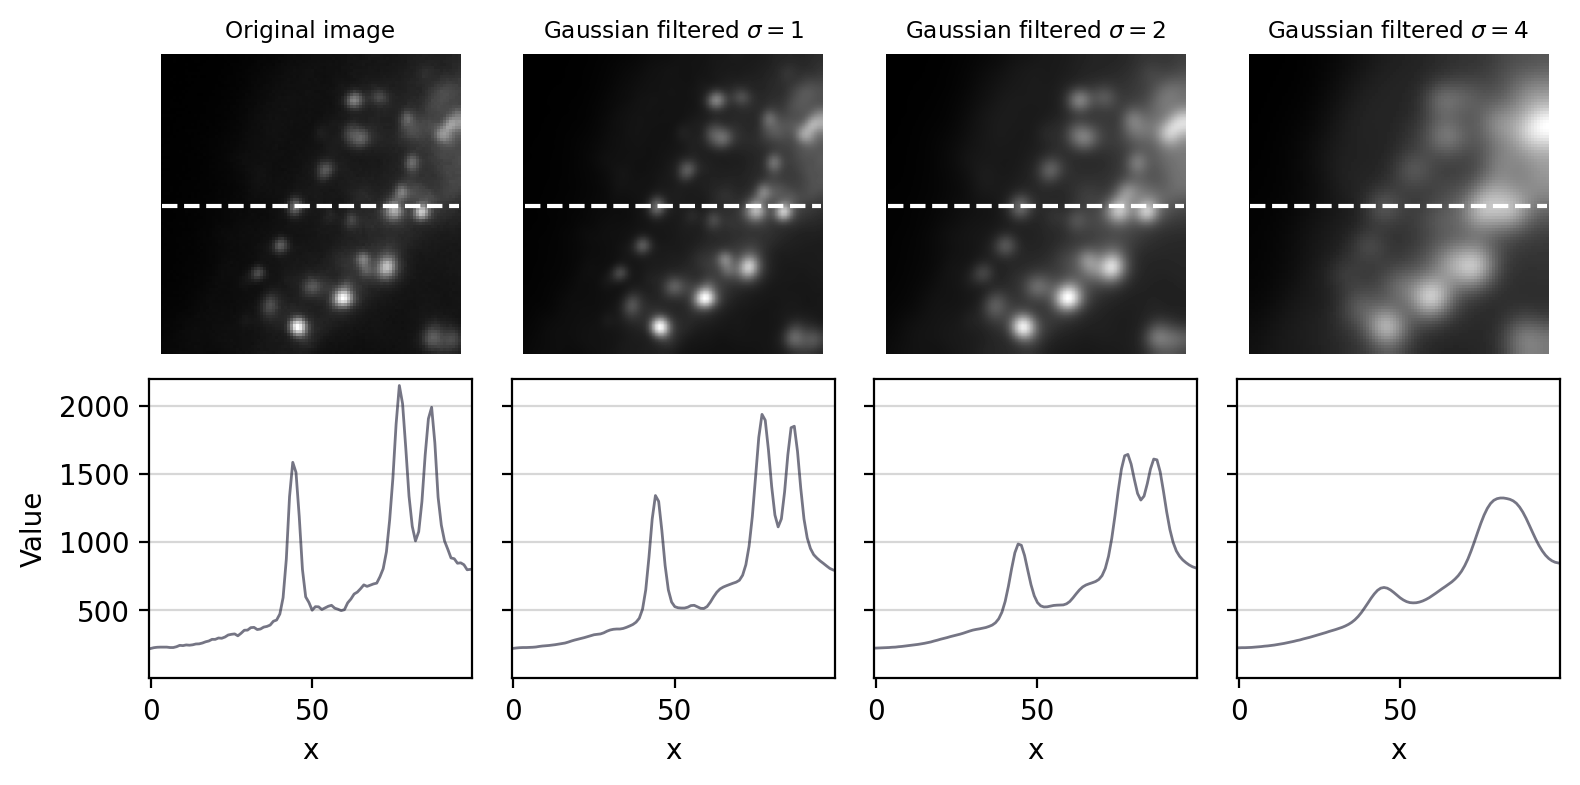 Original image
Gaussian filtered σ = 1
Gaussian filtered σ = 2
Gaussian filtered σ = 4
Value
2000
1500
1000
500
0 50
x
0 50
x
0 50
x
0 50
x